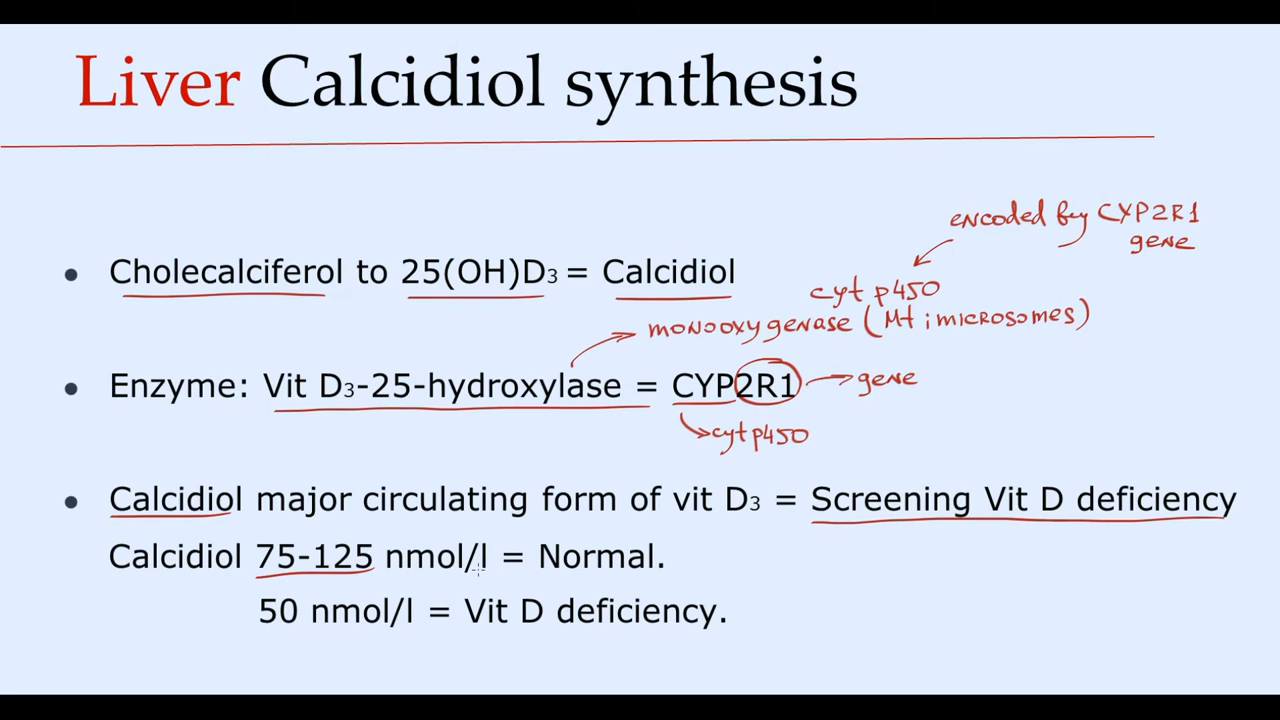 Liver Calcidiol synthesis
encoded by CYP2R1
gene
• Cholecalciferol to 25(OH)D3 = Calcidiol
cyt p450
monooxygenase (Mt; microsomes)
• Enzyme: Vit D3-25-hydroxylase = CYP2R1
gene
cyt p450
• Calcidiol major circulating form of vit D3 = Screening Vit D deficiency
Calcidiol 75-125 nmol/l = Normal.
50 nmol/l = Vit D deficiency.